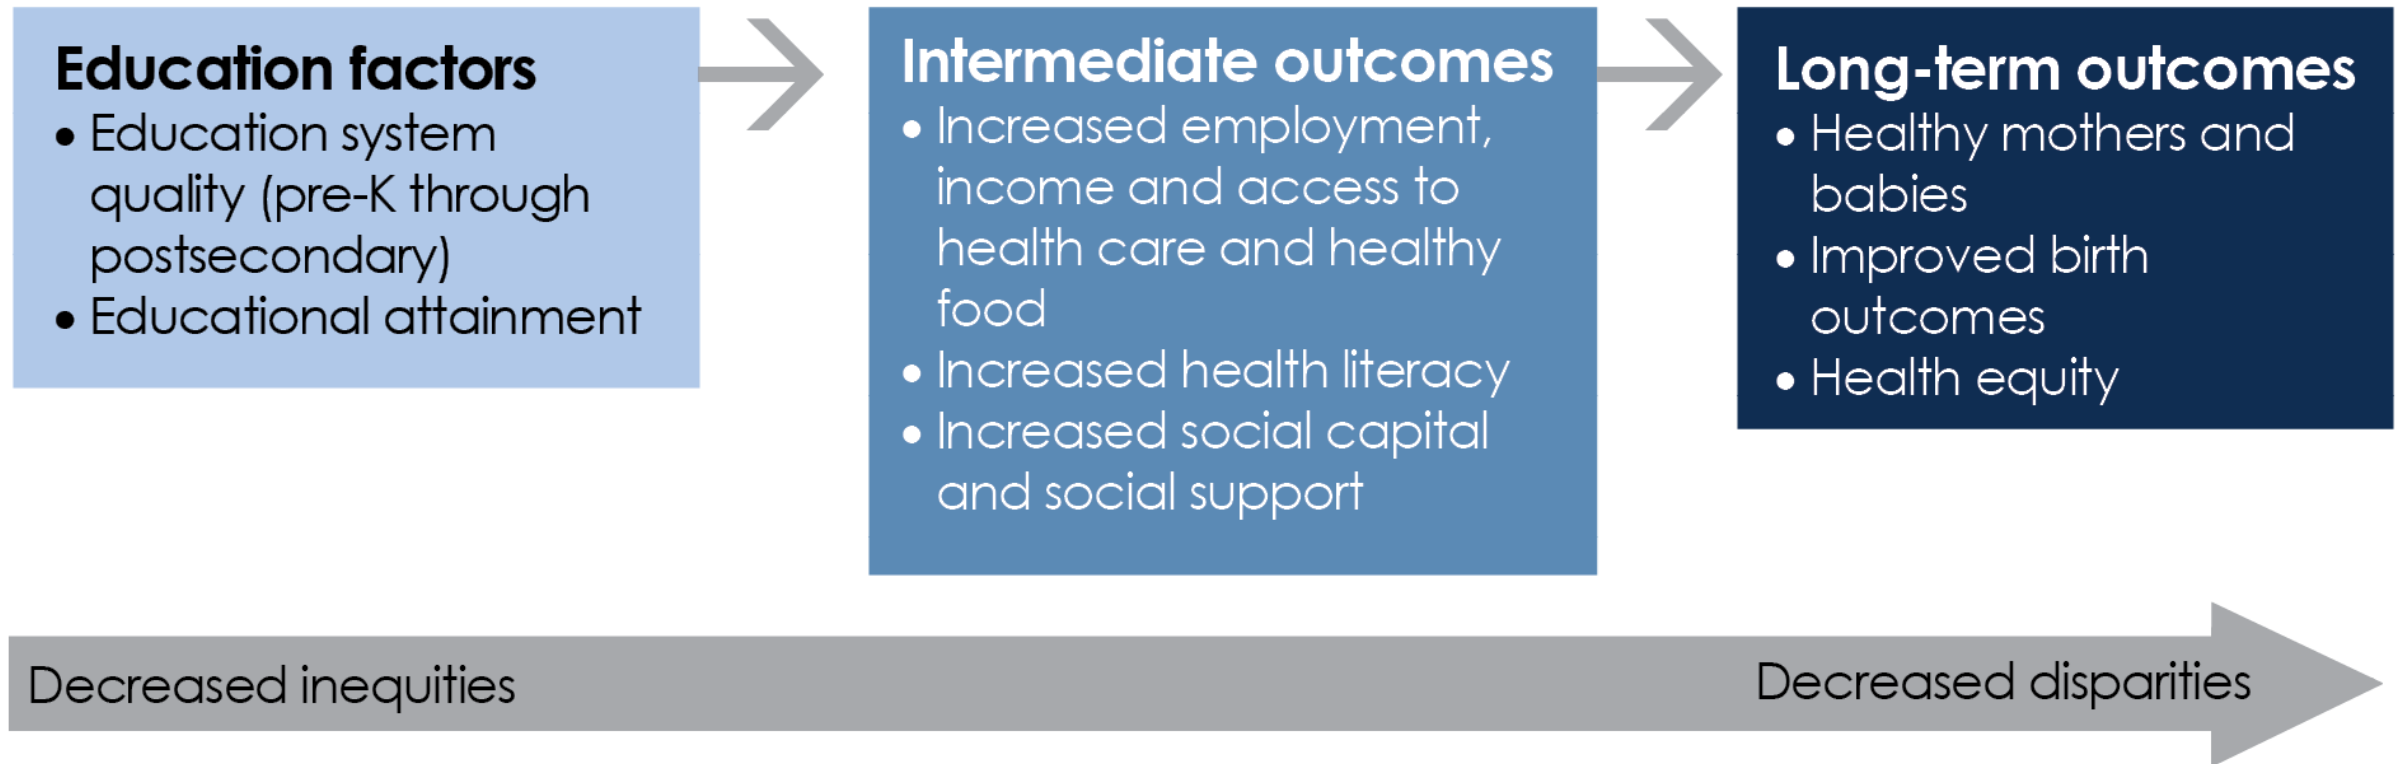 Education factors
• Education system
quality (pre-K through
postsecondary)
• Educational attainment
Intermediate outcomes
• Increased employment,
income and access to
health care and healthy
food
• Increased health literacy
• Increased social capital
and social support
Long-term outcomes
• Healthy mothers and
babies
• Improved birth
outcomes
• Health equity
Decreased inequities
Decreased disparities